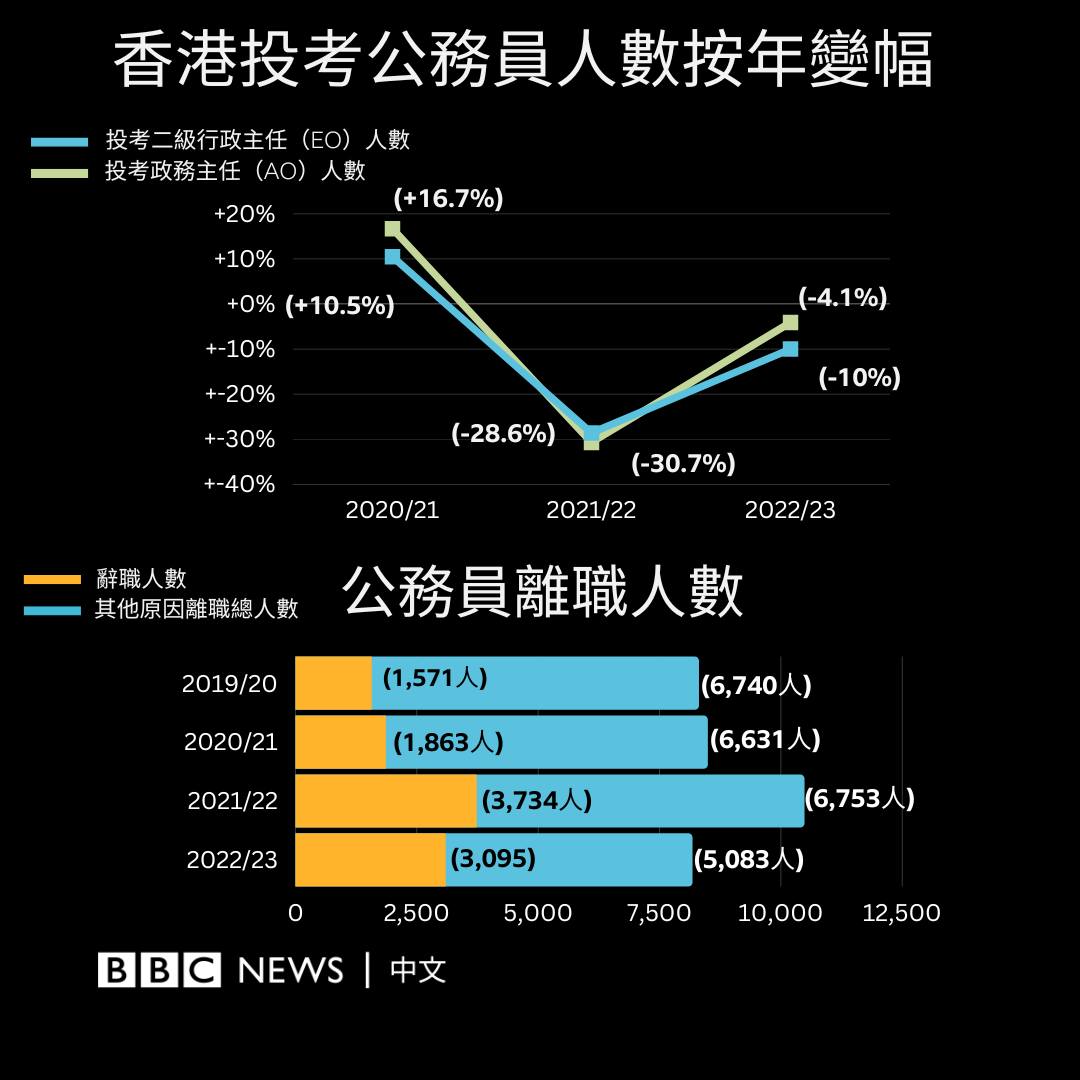 香港投考公務員人數按年變幅
投考二級行政主任（EO）人數
投考政務主任（AO）人數
(+16.7%)
+20%
+10%
+0%
(+10.5%)
(-4.1%)
+-10%
(-10%)
+-20%
(-28.6%)
+-30%
(-30.7%)
+-40%
2020/21
2021/22
2022/23
辭職人數
其他原因離職總人數
公務員離職人數
2019/20
(1,571人)
(6,740人)
2020/21
(1,863人)
(6,631人)
2021/22
(3,734人)
(6,753人)
2022/23
(3,095)
(5,083人)
0
2,500
5,000
7,500
10,000
12,500
BBC NEWS | 中文